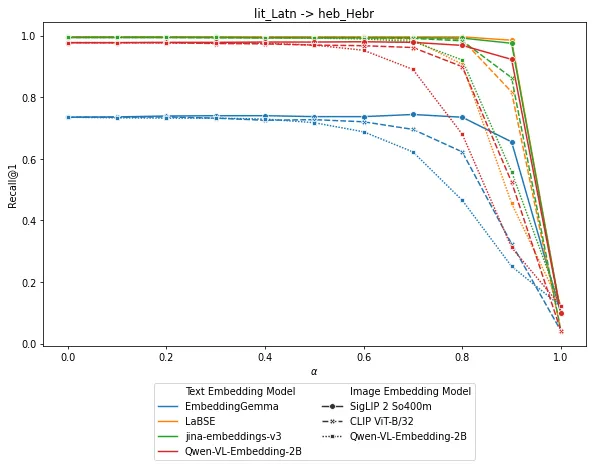 lit_Latn -> heb_Hebr
Recall@1
1.0
0.8
0.6
0.4
0.2
0.0
0.0 0.2 0.4 0.6 0.8 1.0
α
Text Embedding Model Image Embedding Model
EmbeddingGemma SigLIP 2 So400m
LaBSE CLIP ViT-B/32
jina-embeddings-v3 Qwen-VL-Embedding-2B
Qwen-VL-Embedding-2B